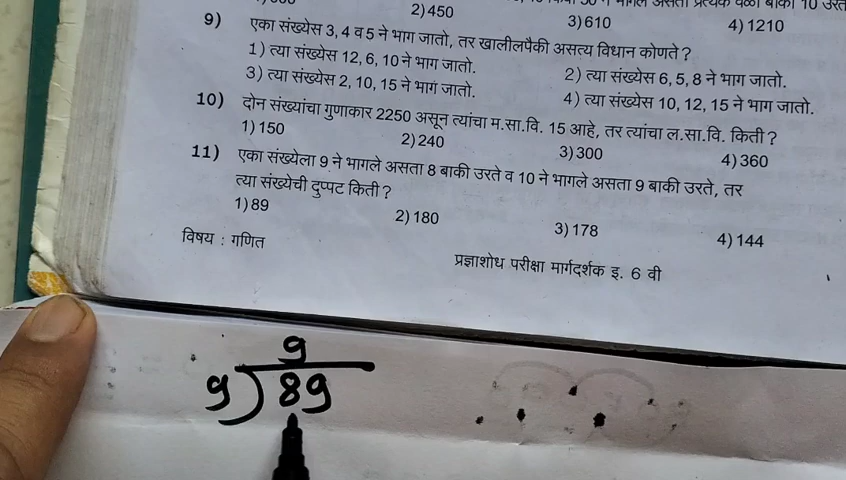 2) 450
3) 610
4) 1210
9) एका संख्येस 3, 4 व 5 ने भाग जातो, तर खालीलपैकी असत्य विधान कोणते ?
1) त्या संख्येस 12, 6, 10 ने भाग जातो.
2) त्या संख्येस 6, 5, 8 ने भाग जातो.
3) त्या संख्येस 2, 10, 15 ने भाग जातो.
4) त्या संख्येस 10, 12, 15 ने भाग जातो.
10) दोन संख्यांचा गुणाकार 2250 असून त्यांचा म.सा.वि. 15 आहे, तर त्यांचा ल.सा.वि. किती ?
1) 150
2) 240
3) 300
4) 360
11) एका संख्येला 9 ने भागले असता 8 बाकी उरते व 10 ने भागले असता 9 बाकी उरते, तर
त्या संख्येची दुप्पट किती ?
1) 89
2) 180
3) 178
4) 144
विषय : गणित
प्रज्ञाशोध परीक्षा मार्गदर्शक इ. 6 वी
9
9) 89